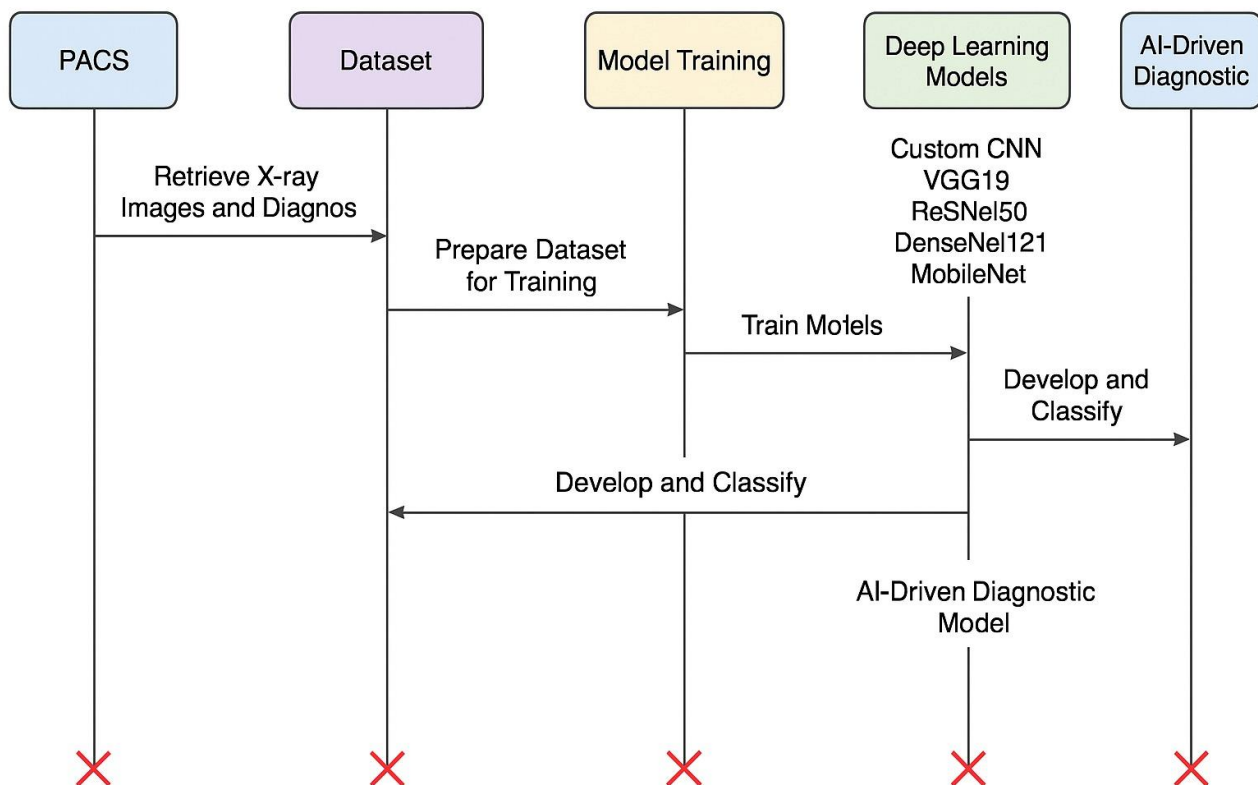 PACS
Dataset
Model Training
Deep Learning
Models
AI-Driven
Diagnostic
Custom CNN
VGG19
ReSNel50
DenseNel121
MobileNet
Retrieve X-ray
Images and Diagnos
Prepare Dataset
for Training
Train Motels
Develop and
Classify
Develop and Classify
AI-Driven Diagnostic
Model